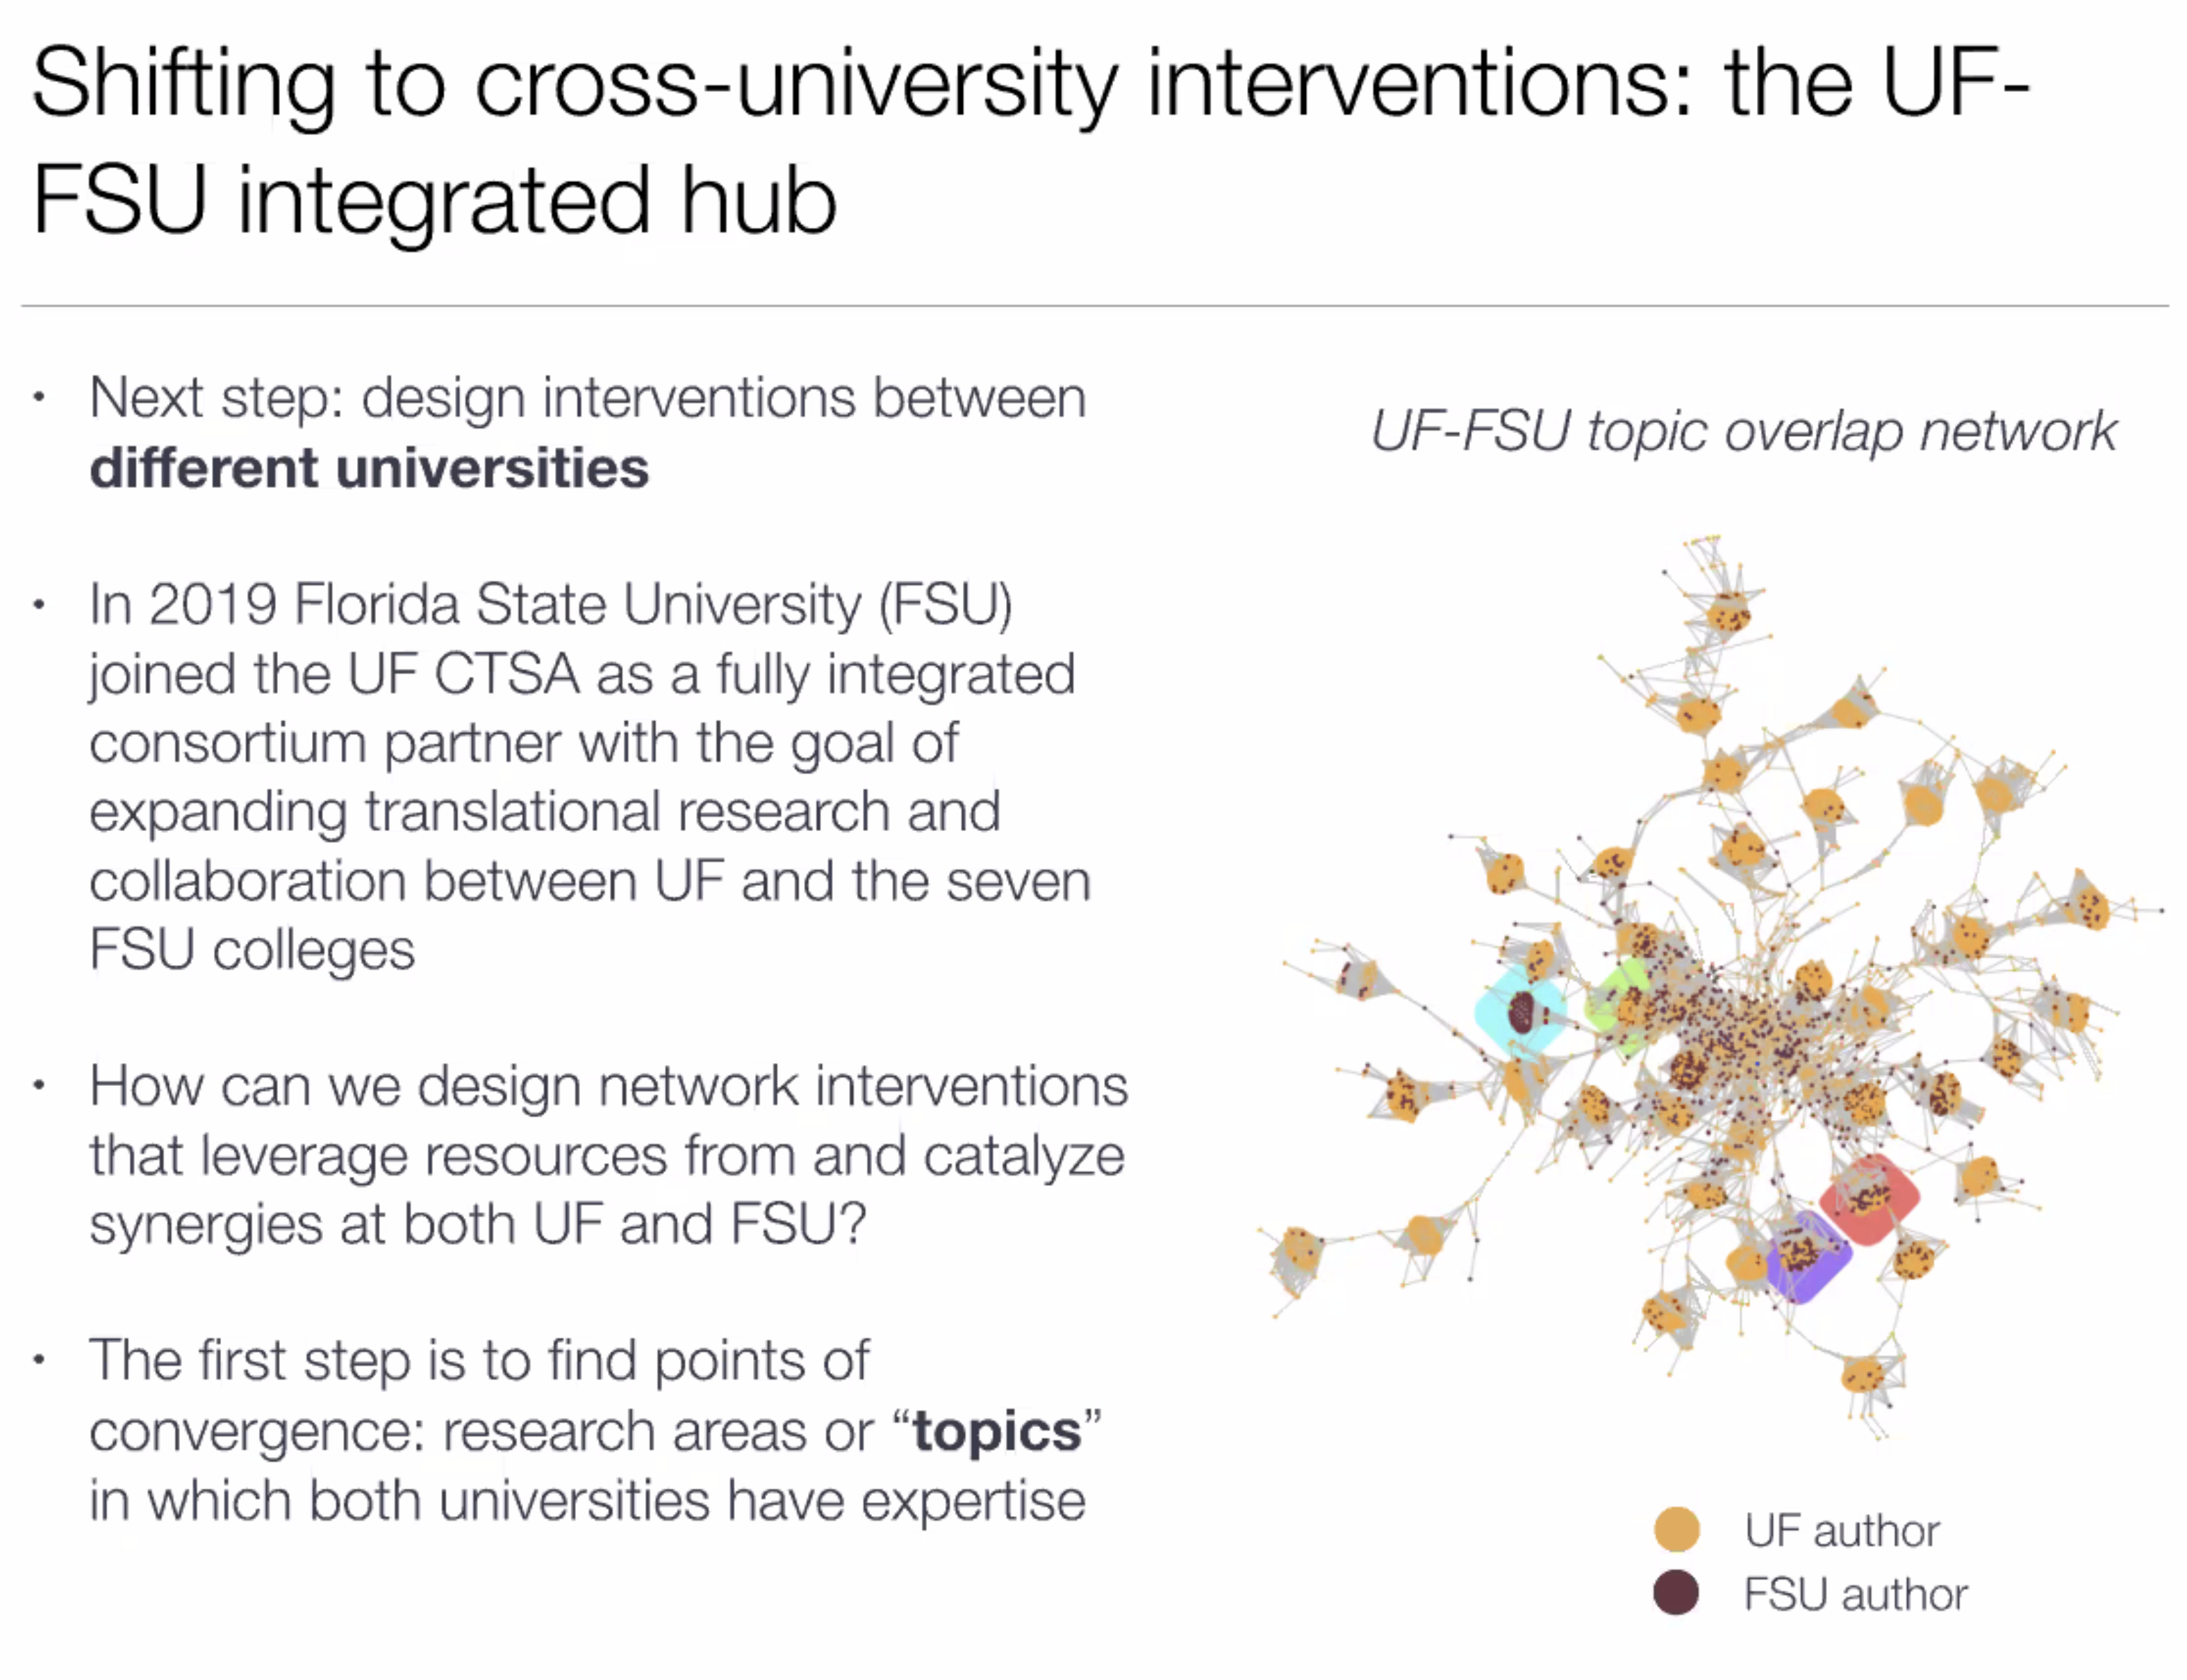 Shifting to cross-university interventions: the UF-
FSU integrated hub
• Next step: design interventions between
different universities
• In 2019 Florida State University (FSU)
joined the UF CTSA as a fully integrated
consortium partner with the goal of
expanding translational research and
collaboration between UF and the seven
FSU colleges
• How can we design network interventions
that leverage resources from and catalyze
synergies at both UF and FSU?
• The first step is to find points of
convergence: research areas or “topics”
in which both universities have expertise
UF-FSU topic overlap network
UF author
FSU author